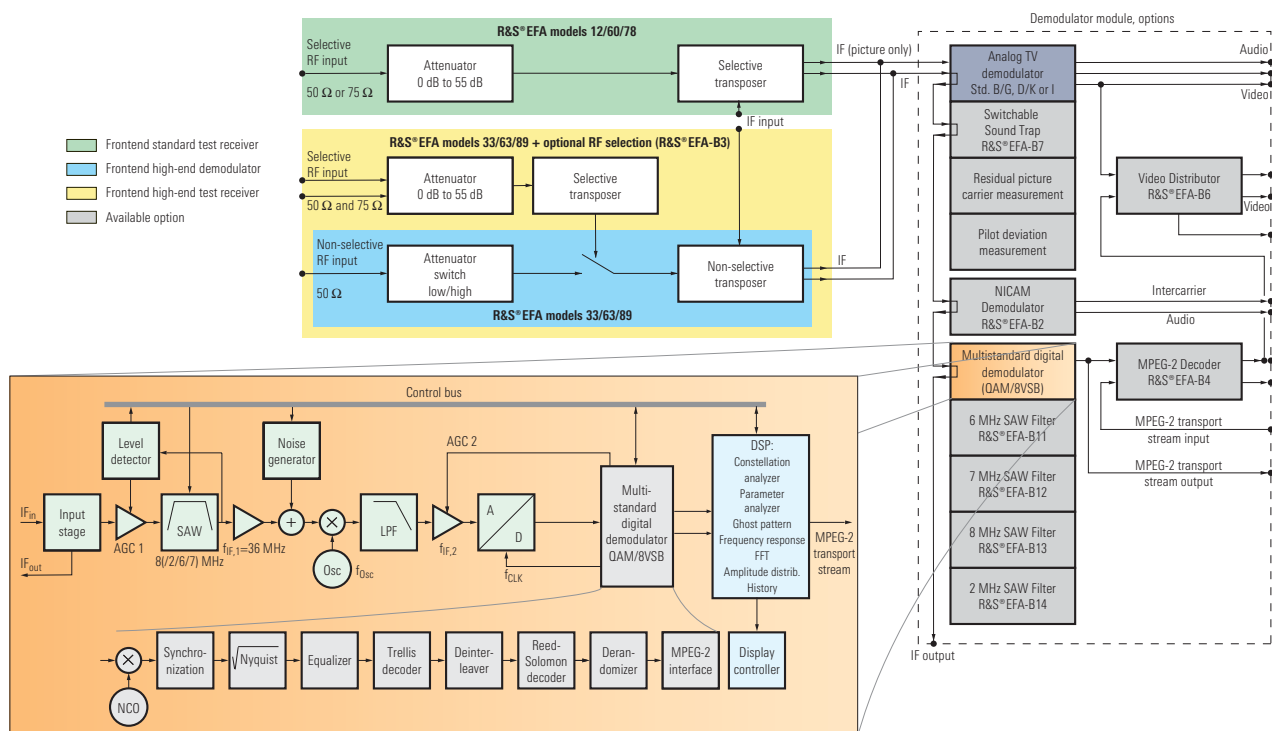 Demodulator module, options
R&S®EFA models 12/60/78
Selective
RF input
50 Ω or 75 Ω
Attenuator
0 dB to 55 dB
Selective
transposer
IF (picture only)
IF
IF input
Analog TV
demodulator
Std. B/G, D/K or I
Audio
Video
Switchable
Sound Trap
R&S®EFA-B7
Residual picture
carrier measurement
Pilot deviation
measurement
Video Distributor
R&S®EFA-B6
Video
Frontend standard test receiver
Frontend high-end demodulator
Frontend high-end test receiver
Available option
R&S®EFA models 33/63/89 + optional RF selection (R&S®EFA-B3)
Selective
RF input
50 Ω and 75 Ω
Attenuator
0 dB to 55 dB
Selective
transposer
Non-selective
RF input
50 Ω
Attenuator
switch
low/high
Non-selective
transposer
IF
R&S®EFA models 33/63/89
NICAM
Demodulator
R&S®EFA-B2
Intercarrier
Audio
Multistandard digital
demodulator
(QAM/8VSB)
MPEG-2 Decoder
R&S®EFA-B4
6 MHz SAW Filter
R&S®EFA-B11
MPEG-2 transport
stream input
7 MHz SAW Filter
R&S®EFA-B12
MPEG-2 transport
stream output
8 MHz SAW Filter
R&S®EFA-B13
2 MHz SAW Filter
R&S®EFA-B14
IF output
Control bus
Level
detector
Noise
generator
AGC 2
IFin
Input
stage
IFout
AGC 1
SAW
8(/2/6/7) MHz
fIF,1=36 MHz
+
×
Osc
fOsc
LPF
fIF,2
A
D
fCLK
Multi-
standard
digital
demodulator
QAM/8VSB
DSP:
Constellation
analyzer
Parameter
analyzer
Ghost pattern
Frequency response
FFT
Amplitude distrib.
History
MPEG-2
transport
stream
×
NCO
Synchro-
nization
√Nyquist
Equalizer
Trellis
decoder
Deinter-
leaver
Reed-
Solomon
decoder
Deran-
domizer
MPEG-2
interface
Display
controller